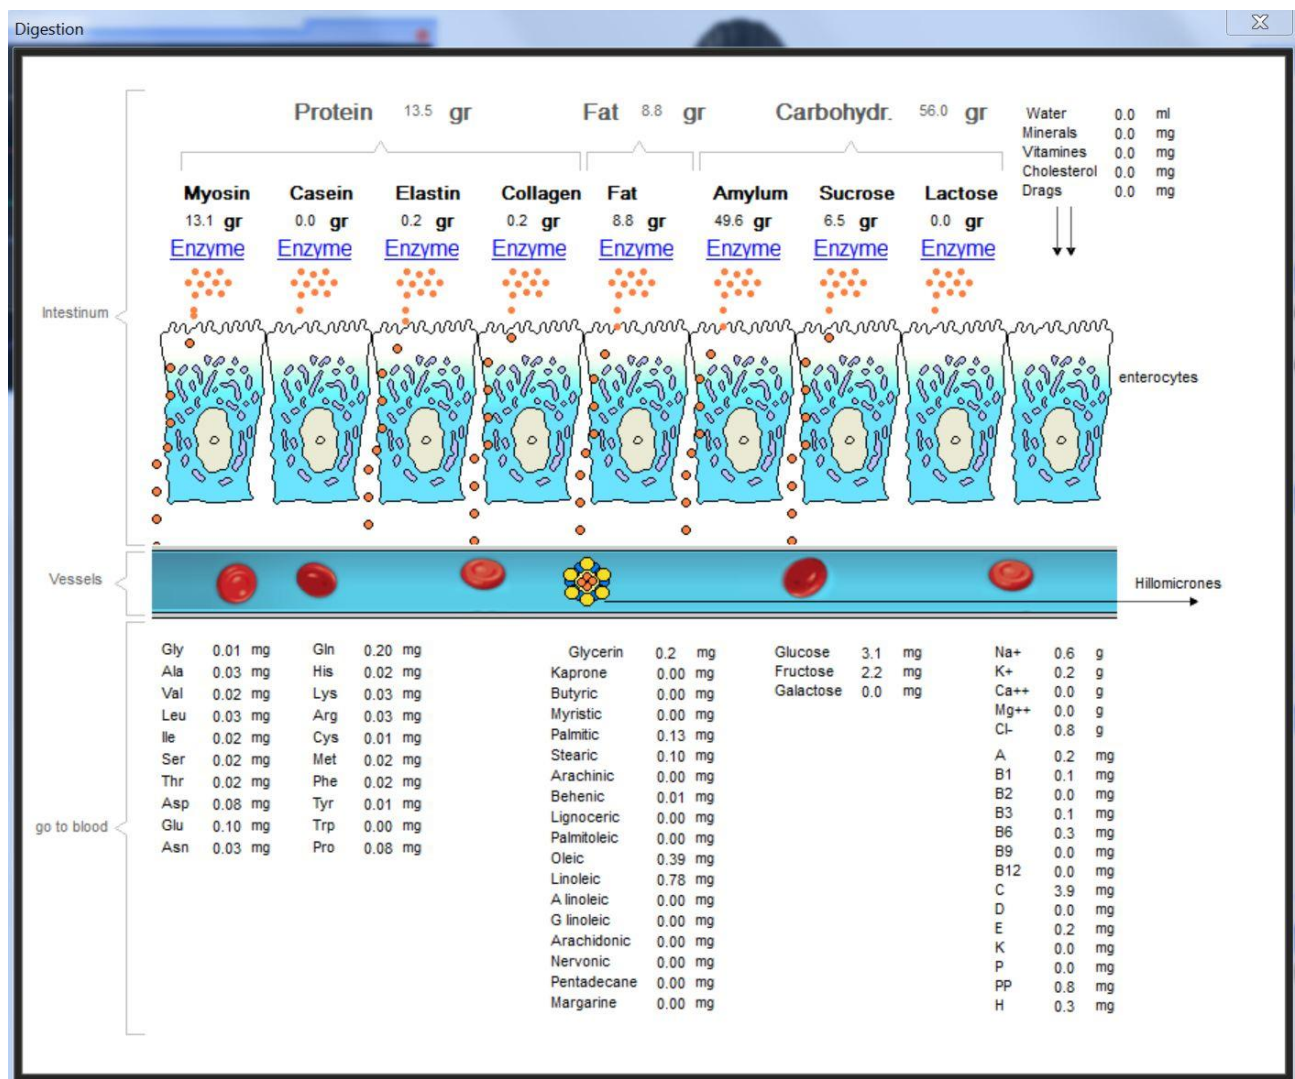 Digestion
Protein 13.5 gr Fat 8.8 gr Carbohydr. 56.0 gr
Water 0.0 ml
Minerals 0.0 mg
Vitamines 0.0 mg
Cholesterol 0.0 mg
Drags 0.0 mg
Myosin Casein Elastin Collagen Fat Amylum Sucrose Lactose
13.1 gr 0.0 gr 0.2 gr 0.2 gr 8.8 gr 49.6 gr 6.5 gr 0.0 gr
Enzyme Enzyme Enzyme Enzyme Enzyme Enzyme Enzyme Enzyme
Intestinum
enterocytes
Vessels
Hillomicrones
go to blood
Gly 0.01 mg
Ala 0.03 mg
Val 0.02 mg
Leu 0.03 mg
Ile 0.02 mg
Ser 0.02 mg
Thr 0.02 mg
Asp 0.08 mg
Glu 0.10 mg
Asn 0.03 mg
Gln 0.20 mg
His 0.02 mg
Lys 0.03 mg
Arg 0.03 mg
Cys 0.01 mg
Met 0.02 mg
Phe 0.02 mg
Tyr 0.01 mg
Trp 0.00 mg
Pro 0.08 mg
Glycerin 0.2 mg
Kaprone 0.00 mg
Butyric 0.00 mg
Myristic 0.00 mg
Palmitic 0.13 mg
Stearic 0.10 mg
Arachinic 0.00 mg
Behenic 0.01 mg
Lignoceric 0.00 mg
Palmitoleic 0.00 mg
Oleic 0.39 mg
Linoleic 0.78 mg
A linoleic 0.00 mg
G linoleic 0.00 mg
Arachidonic 0.00 mg
Nervonic 0.00 mg
Pentadecane 0.00 mg
Margarine 0.00 mg
Glucose 3.1 mg
Fructose 2.2 mg
Galactose 0.0 mg
Na+ 0.6 g
K+ 0.2 g
Ca++ 0.0 g
Mg++ 0.0 g
Cl- 0.8 g
A 0.2 mg
B1 0.1 mg
B2 0.0 mg
B3 0.1 mg
B6 0.3 mg
B9 0.0 mg
B12 0.0 mg
C 3.9 mg
D 0.0 mg
E 0.2 mg
K 0.0 mg
P 0.0 mg
PP 0.8 mg
H 0.3 mg